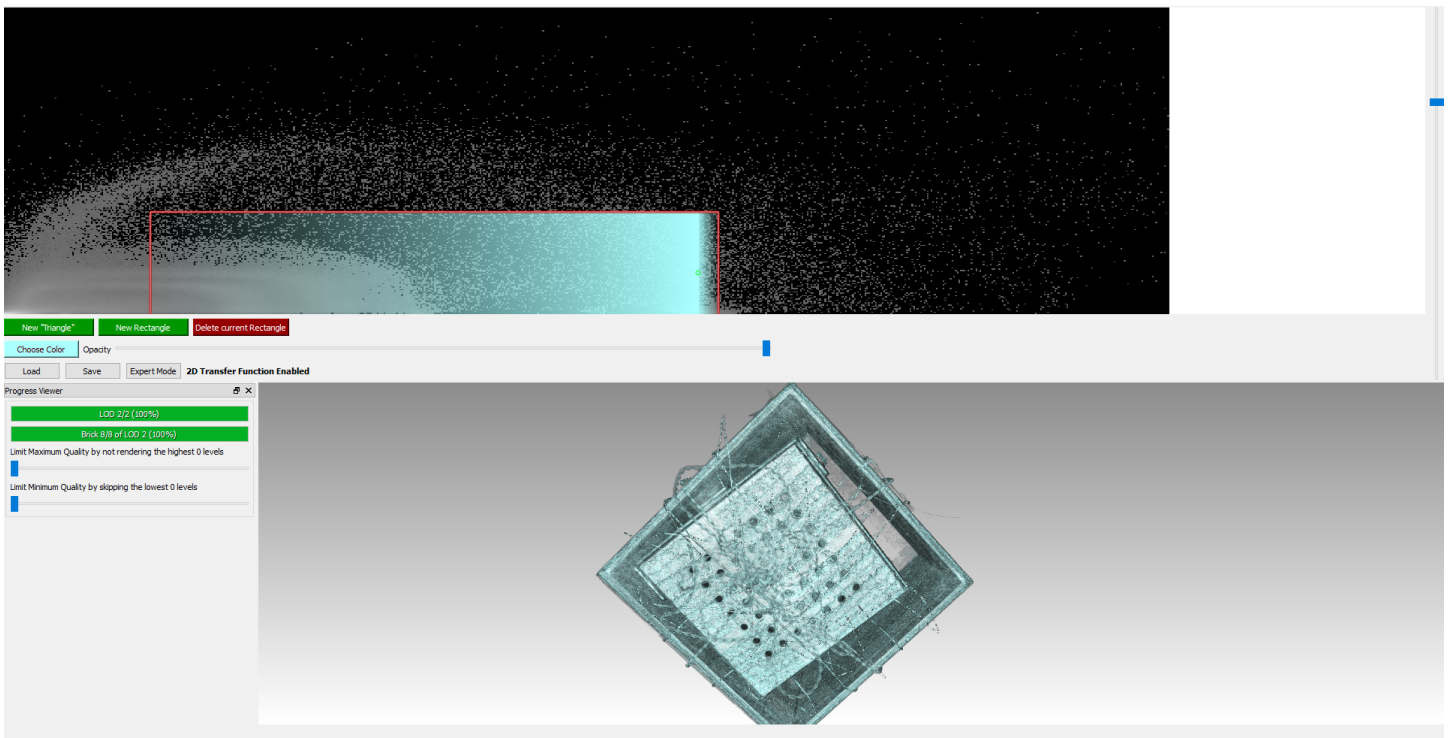 New "Triangle" New Rectangle Delete current Rectangle
Choose Color Opacity
Load Save Expert Mode 2D Transfer Function Enabled
Progress Viewer
LOD 2/2 (100%)
Brick 8/8 of LOD 2 (100%)
Limit Maximum Quality by not rendering the highest 0 levels
Limit Minimum Quality by skipping the lowest 0 levels